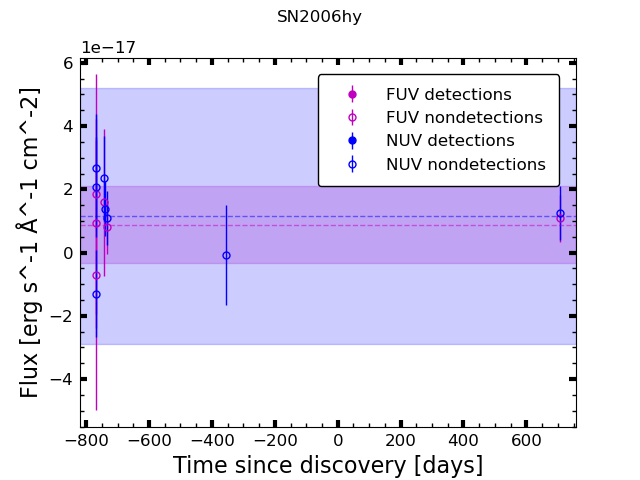 SN2006hy
1e−17
6
4
2
0
−2
−4
FUV detections
FUV nondetections
NUV detections
NUV nondetections
Flux [erg s^-1 Å^-1 cm^-2]
−800 −600 −400 −200 0 200 400 600
Time since discovery [days]